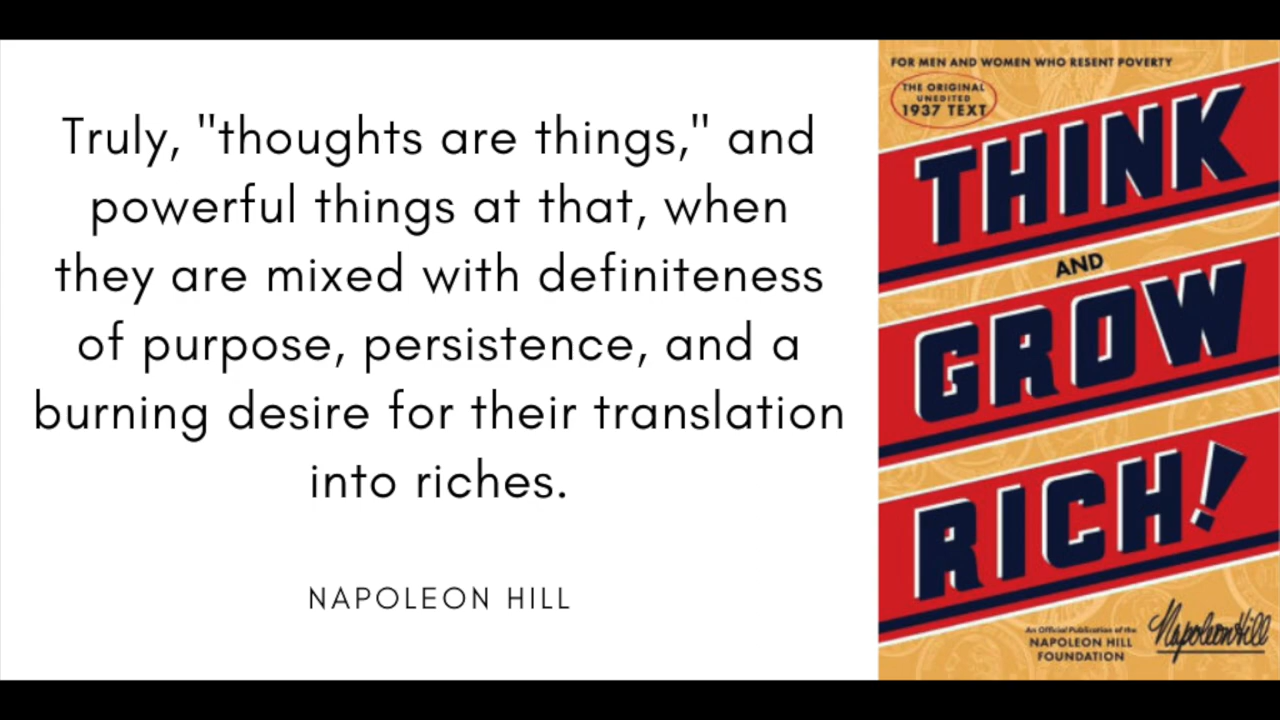 Truly, "thoughts are things," and
powerful things at that, when
they are mixed with definiteness
of purpose, persistence, and a
burning desire for their translation
into riches.
NAPOLEON HILL
FOR MEN AND WOMEN WHO RESENT POVERTY
THE ORIGINAL
UNEDITED
1937 TEXT
THINK
AND
GROW
RICH!
An Official Publication of the
NAPOLEON HILL
FOUNDATION
Napoleon Hill